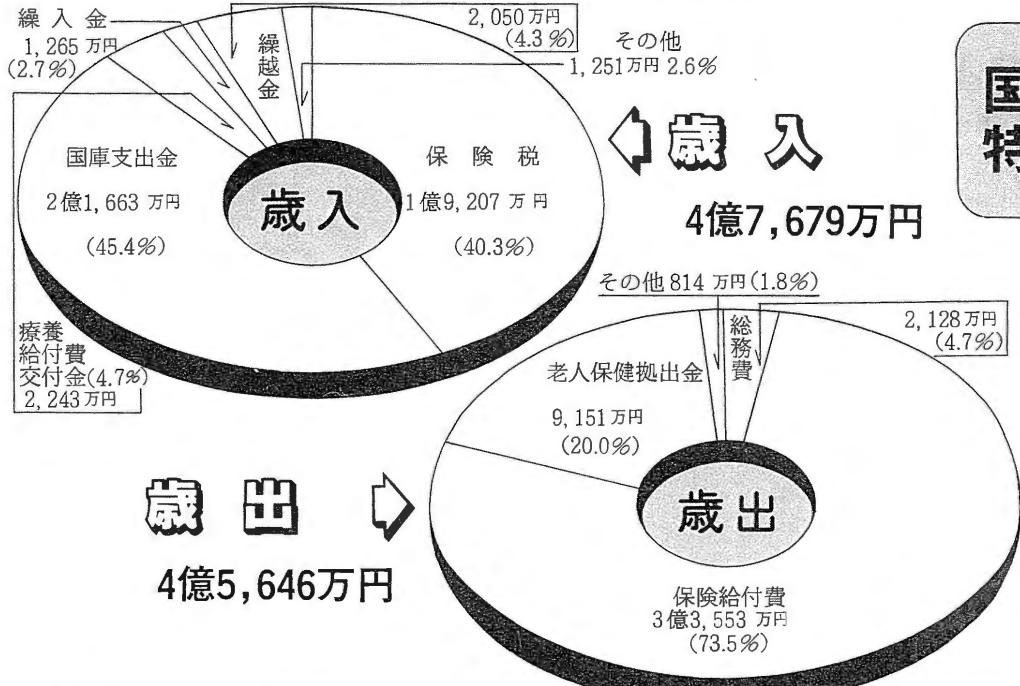 繰入金
1,265万円
(2.7%)
繰越金
2,050万円
(4.3%)
その他
1,251万円 2.6%
国庫支出金
2億1,663万円
(45.4%)
歳入
保険税
1億9,207万円
(40.3%)
療養
給付費
交付金(4.7%)
2,243万円
歳入
4億7,679万円
国
特
その他814万円(1.8%)
総務費
2,128万円
(4.7%)
老人保健拠出金
9,151万円
(20.0%)
歳出
保険給付費
3億3,553万円
(73.5%)
歳出
4億5,646万円